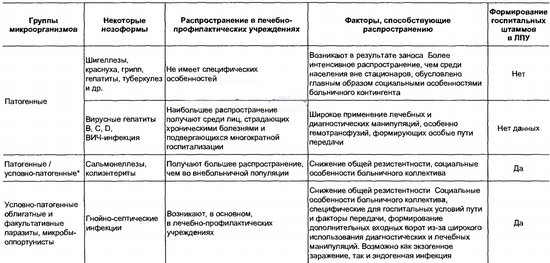 Группы
микроорганизмов
Некоторые
нозоформы
Распространение в лечебно-
профилактических учреждениях
Факторы, способствующие
распространению
Формирование
госпитальных
штаммов
в ЛПУ
Патогенные
Шигеллезы,
краснуха, грипп,
гепатиты, туберкулез
и др.
Не имеет специфических
особенностей
Возникают в результате заноса Более
интенсивное распространение, чем среди
населения вне стационаров, обусловлено
главным образом социальными особенностями
больничного контингента
Нет
Вирусные гепатиты
В, С, D,
ВИЧ-инфекция
Наибольшее распространение
получают среди лиц, страдающих
хроническими болезнями и
подвергающихся многократной
госпитализации
Широкое применение лечебных и
диагностических манипуляций, особенно
гемотрансфузий, формирующих особые пути
передачи
Нет данных
Патогенные /
условно-патогенные*
Сальмонеллезы,
колиэнтериты
Получают большее распространение,
чем во внебольничной популяции
Снижение общей резистентности, социальные
особенности больничного коллектива
Да
Условно-патогенные
облигатные и
факультативные
паразиты, микробы-
оппортунисты
Гнойно-септические
инфекции
Возникают, в основном,
в лечебно-профилактических
учреждениях
Снижение общей резистентности Социальные
особенности больничного коллектива,
специфические для госпитальных условий пути
и факторы передачи, формирование
дополнительных входных ворот из-за широкого
использования диагностических и лечебных
манипуляций. Возможно как экзогенное
заражение, так и эндогенная инфекция
Да